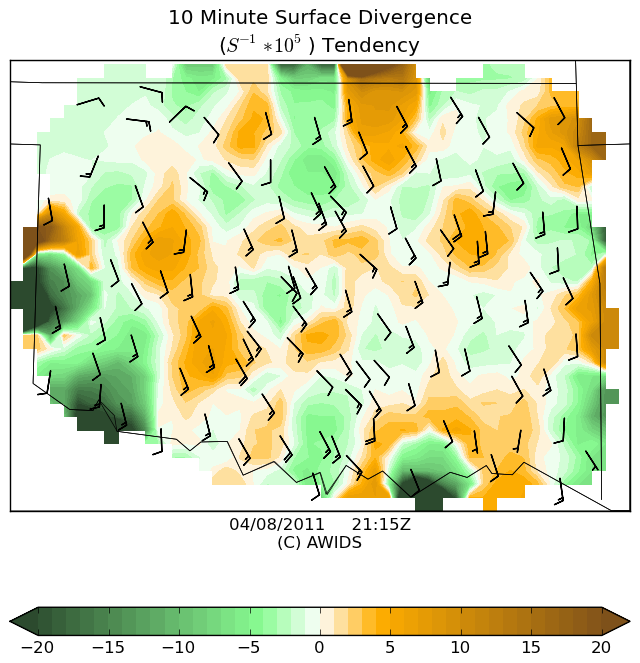 10 Minute Surface Divergence
(S⁻¹ *10⁵ ) Tendency
04/08/2011 21:15Z
(C) AWIDS
−20 −15 −10 −5 0 5 10 15 20